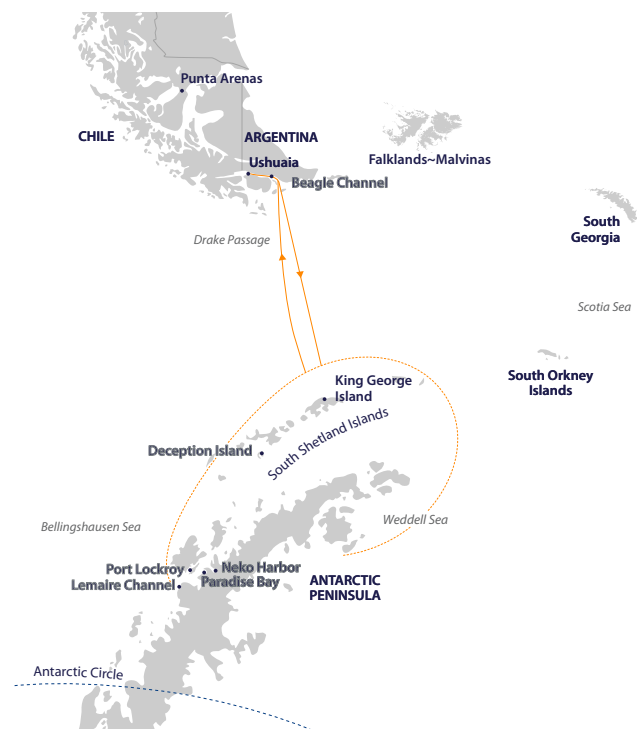 Punta Arenas
CHILE
ARGENTINA
Falklands~Malvinas
Ushuaia
Beagle Channel
South
Georgia
Drake Passage
Scotia Sea
King George
Island
South Orkney
Islands
South Shetland Islands
Deception Island
Weddell Sea
Bellingshausen Sea
Port Lockroy
Neko Harbor
Lemaire Channel
Paradise Bay
ANTARCTIC
PENINSULA
Antarctic Circle